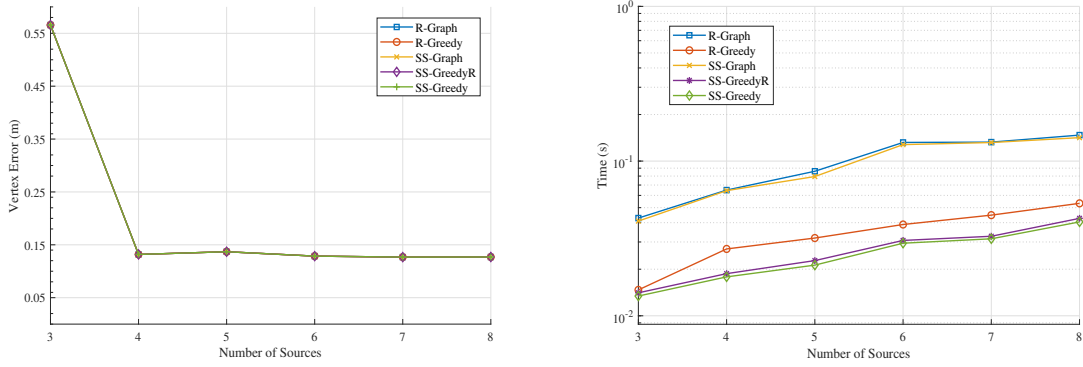 0.55
0.45
0.35
0.25
0.15
0.05
Vertex Error (m)
3 4 5 6 7 8
Number of Sources
R-Graph
R-Greedy
SS-Graph
SS-GreedyR
SS-Greedy
10^0
10^-1
10^-2
Time (s)
3 4 5 6 7 8
Number of Sources
R-Graph
R-Greedy
SS-Graph
SS-GreedyR
SS-Greedy